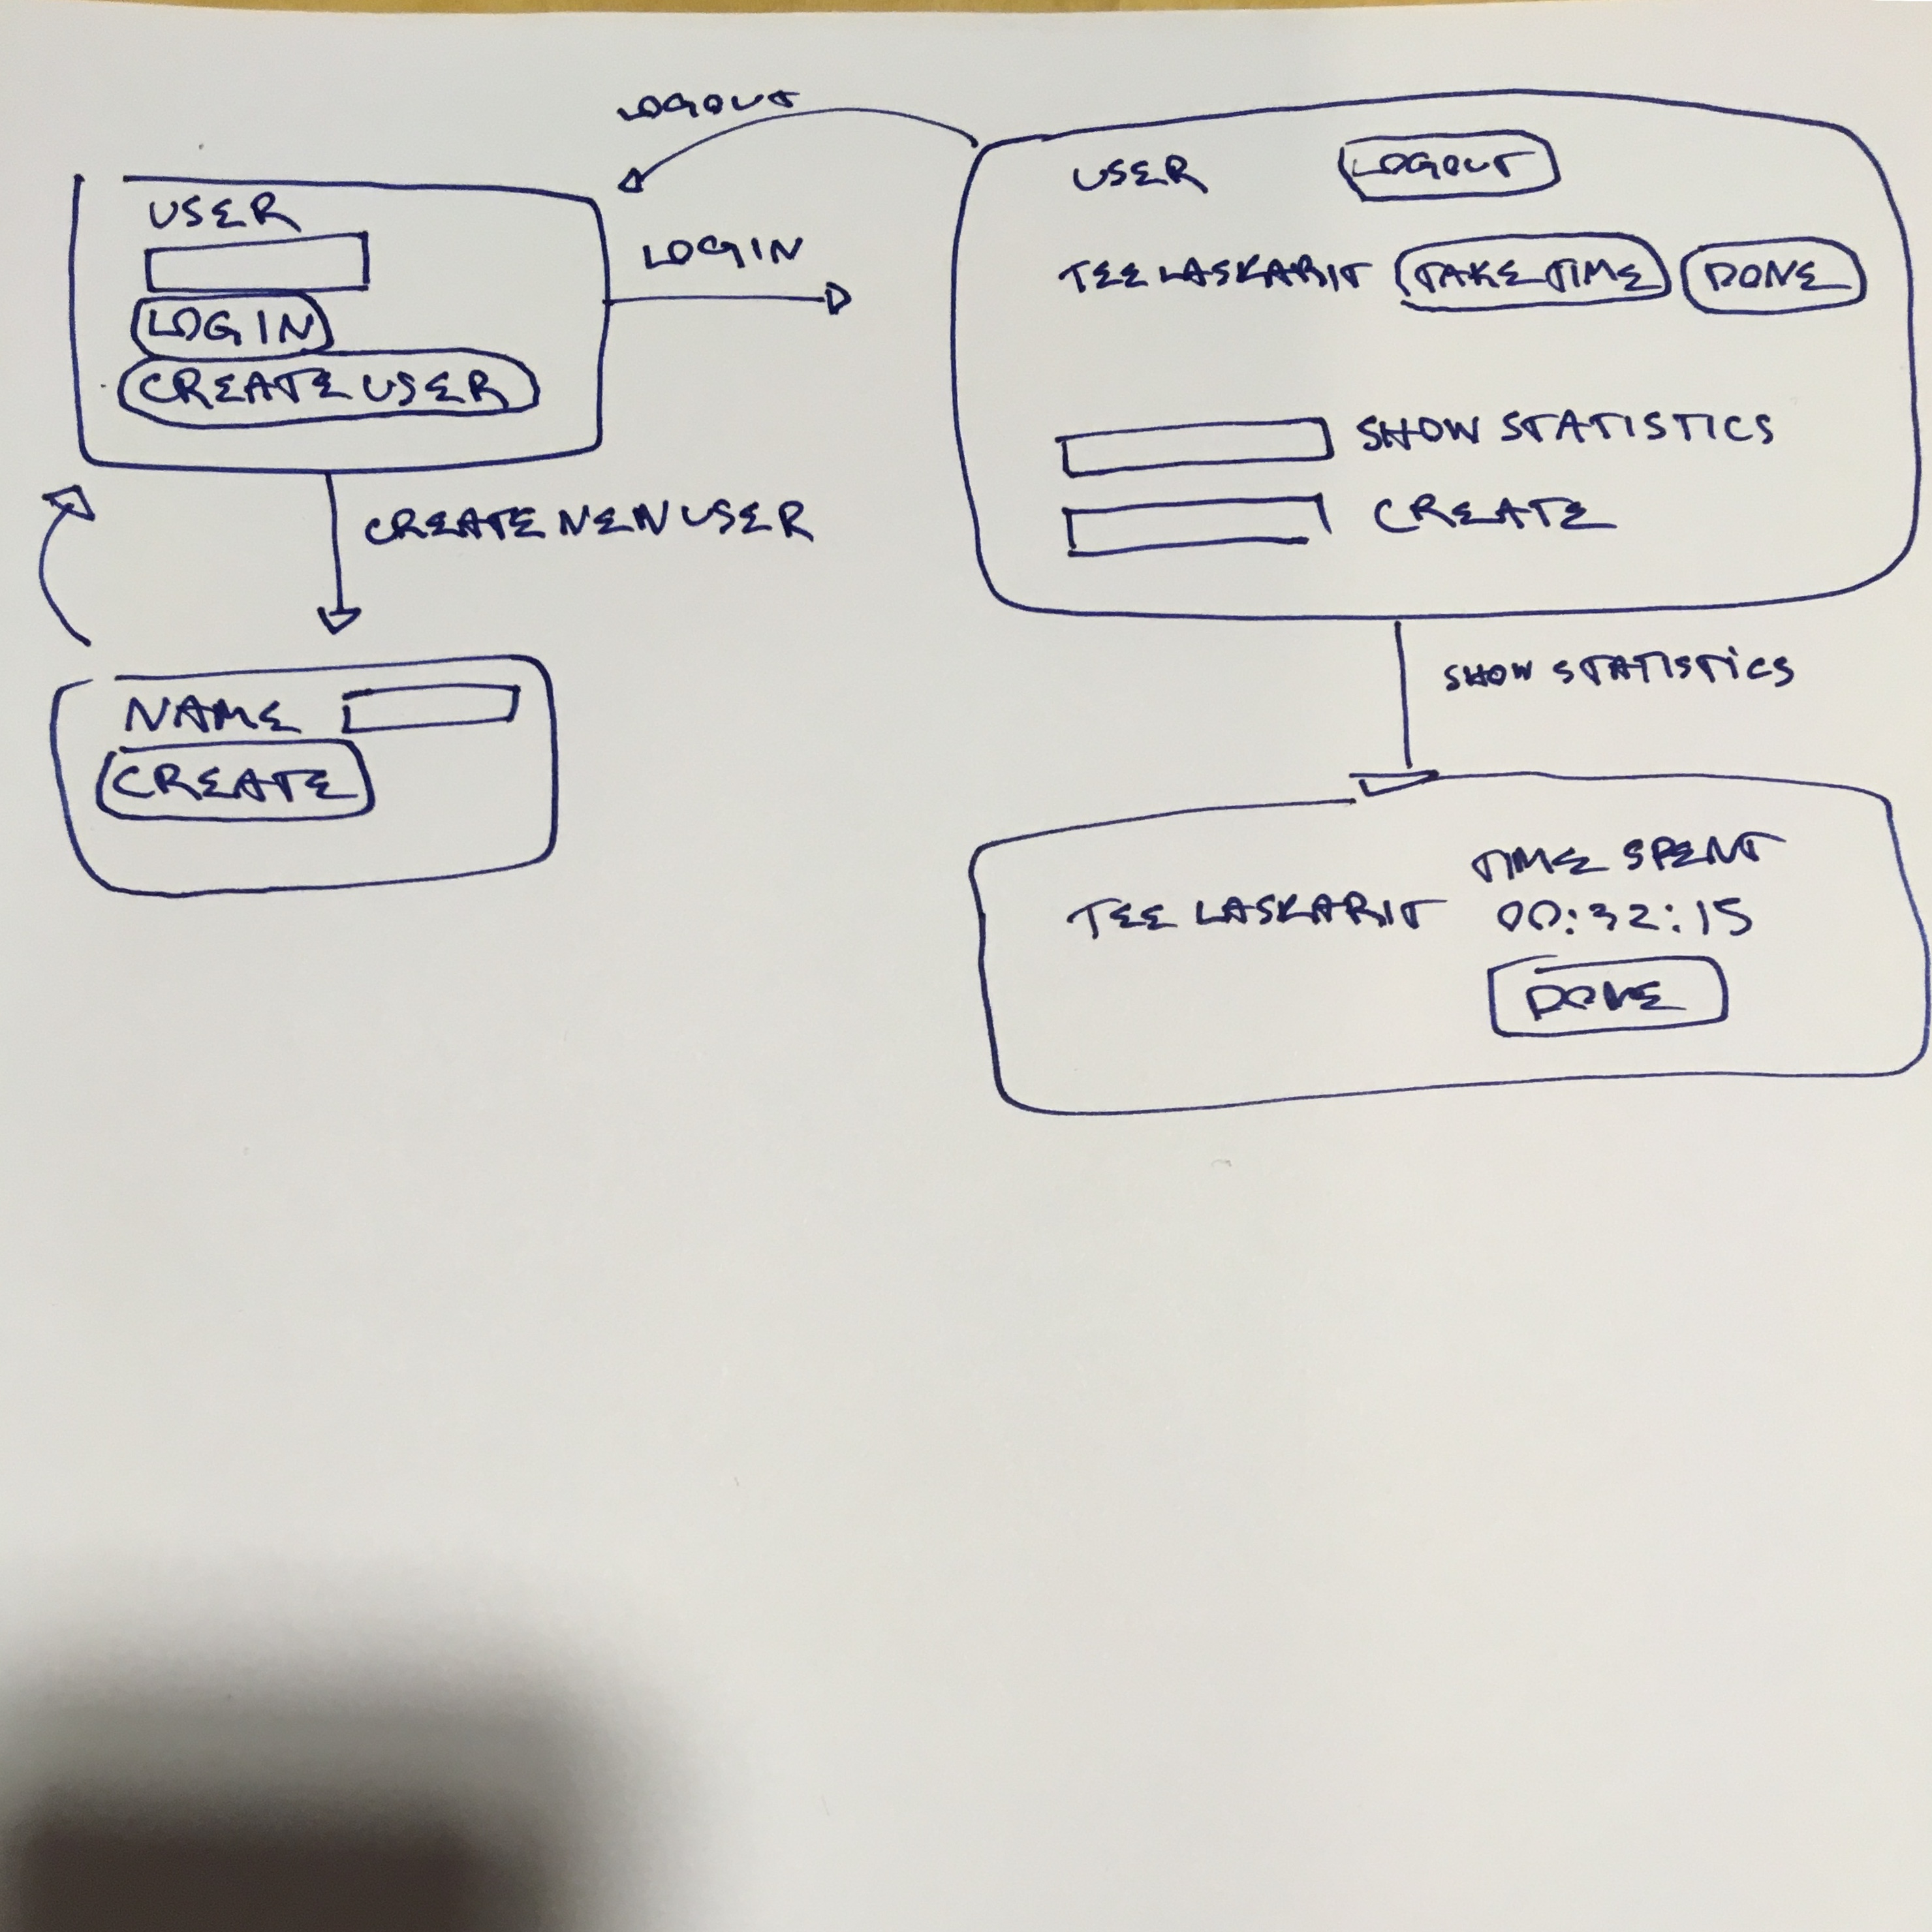 LOGOUT
USER
LOGIN
CREATE USER
LOGIN
CREATE NEW USER
NAME
CREATE
USER LOGOUT
TEE LASKARIT TAKE TIME DONE
SHOW STATISTICS
CREATE
SHOW STATISTICS
TIME SPENT
TEE LASKARIT 00:32:15
DONE